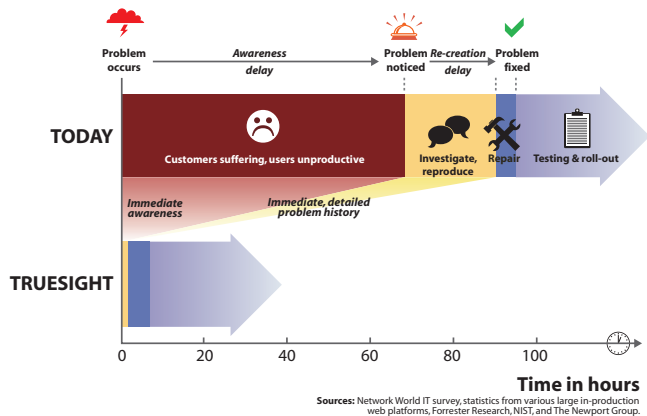 Problem
occurs
Awareness
delay
Problem
noticed
Re-creation
delay
Problem
fixed
TODAY
Customers suffering, users unproductive
Investigate,
reproduce
Repair
Testing & roll-out
Immediate
awareness
Immediate, detailed
problem history
TRUESIGHT
0
20
40
60
80
100
Time in hours
Sources: Network World IT survey, statistics from various large in-production
web platforms, Forrester Research, NIST, and The Newport Group.